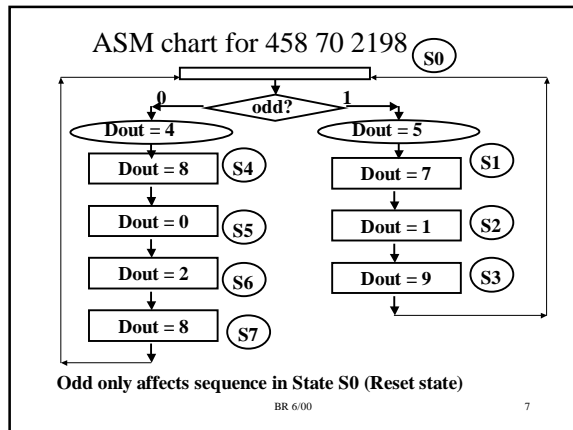 ASM chart for 458 70 2198
S0
0
odd?
1
Dout = 4
Dout = 5
Dout = 8
S4
Dout = 7
S1
Dout = 0
S5
Dout = 1
S2
Dout = 2
S6
Dout = 9
S3
Dout = 8
S7
Odd only affects sequence in State S0 (Reset state)
BR 6/00
7